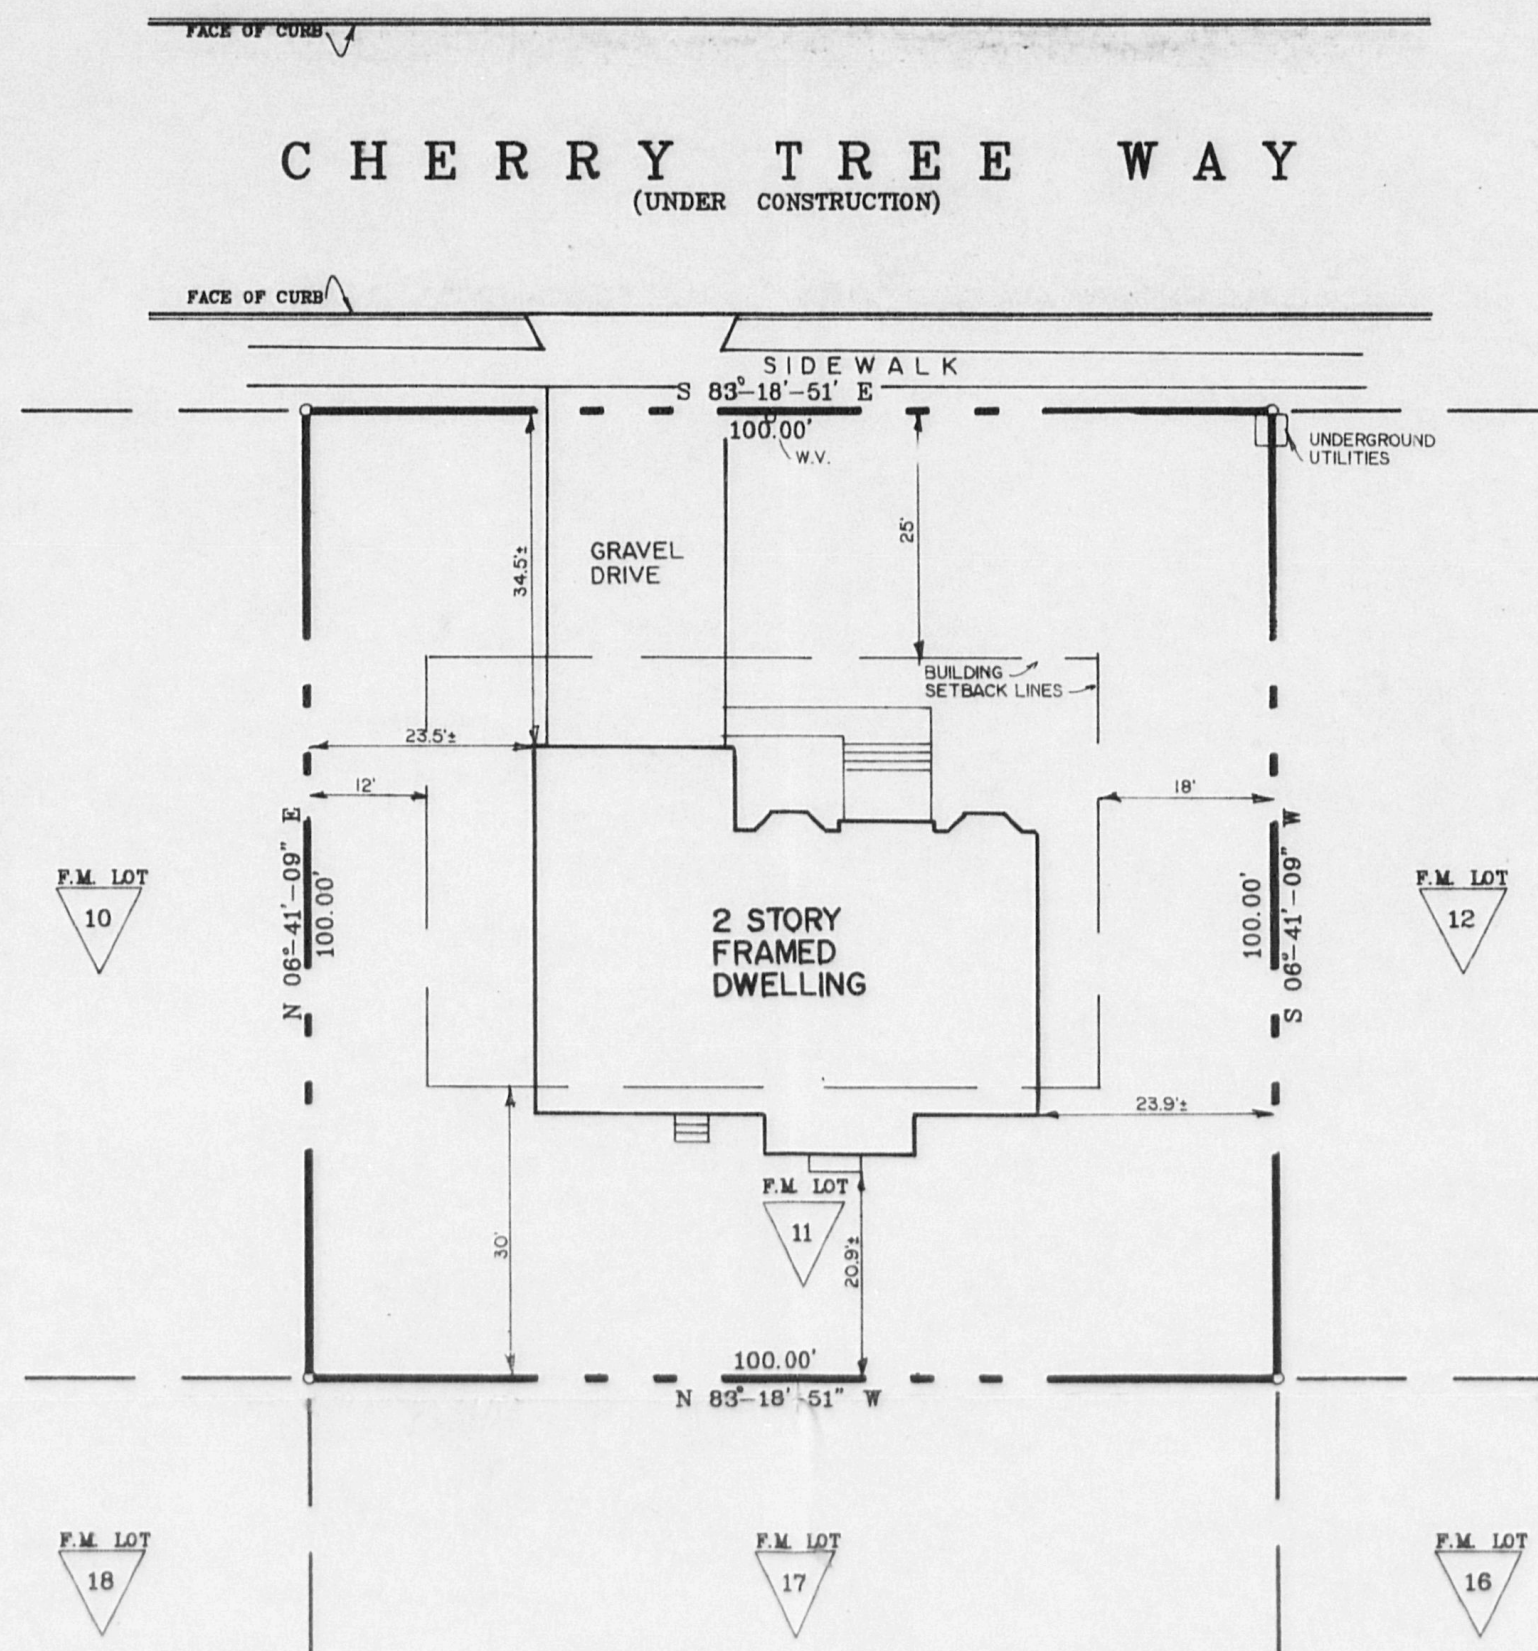 FACE OF CURB
CHERRY TREE WAY
(UNDER CONSTRUCTION)
FACE OF CURB
SIDEWALK
S 83°-18'-51' E
100.00'
W.V.
UNDERGROUND
UTILITIES
34.5'±
GRAVEL
DRIVE
25'
BUILDING
SETBACK LINES
23.5'±
12'
18'
N 06°-41'-09" E
100.00'
F.M. LOT
10
2 STORY
FRAMED
DWELLING
100.00'
S 06°-41'-09" W
F.M. LOT
12
23.9'±
F.M. LOT
11
30'
20.9'±
100.00'
N 83°-18'-51" W
F.M. LOT
18
F.M. LOT
17
F.M. LOT
16